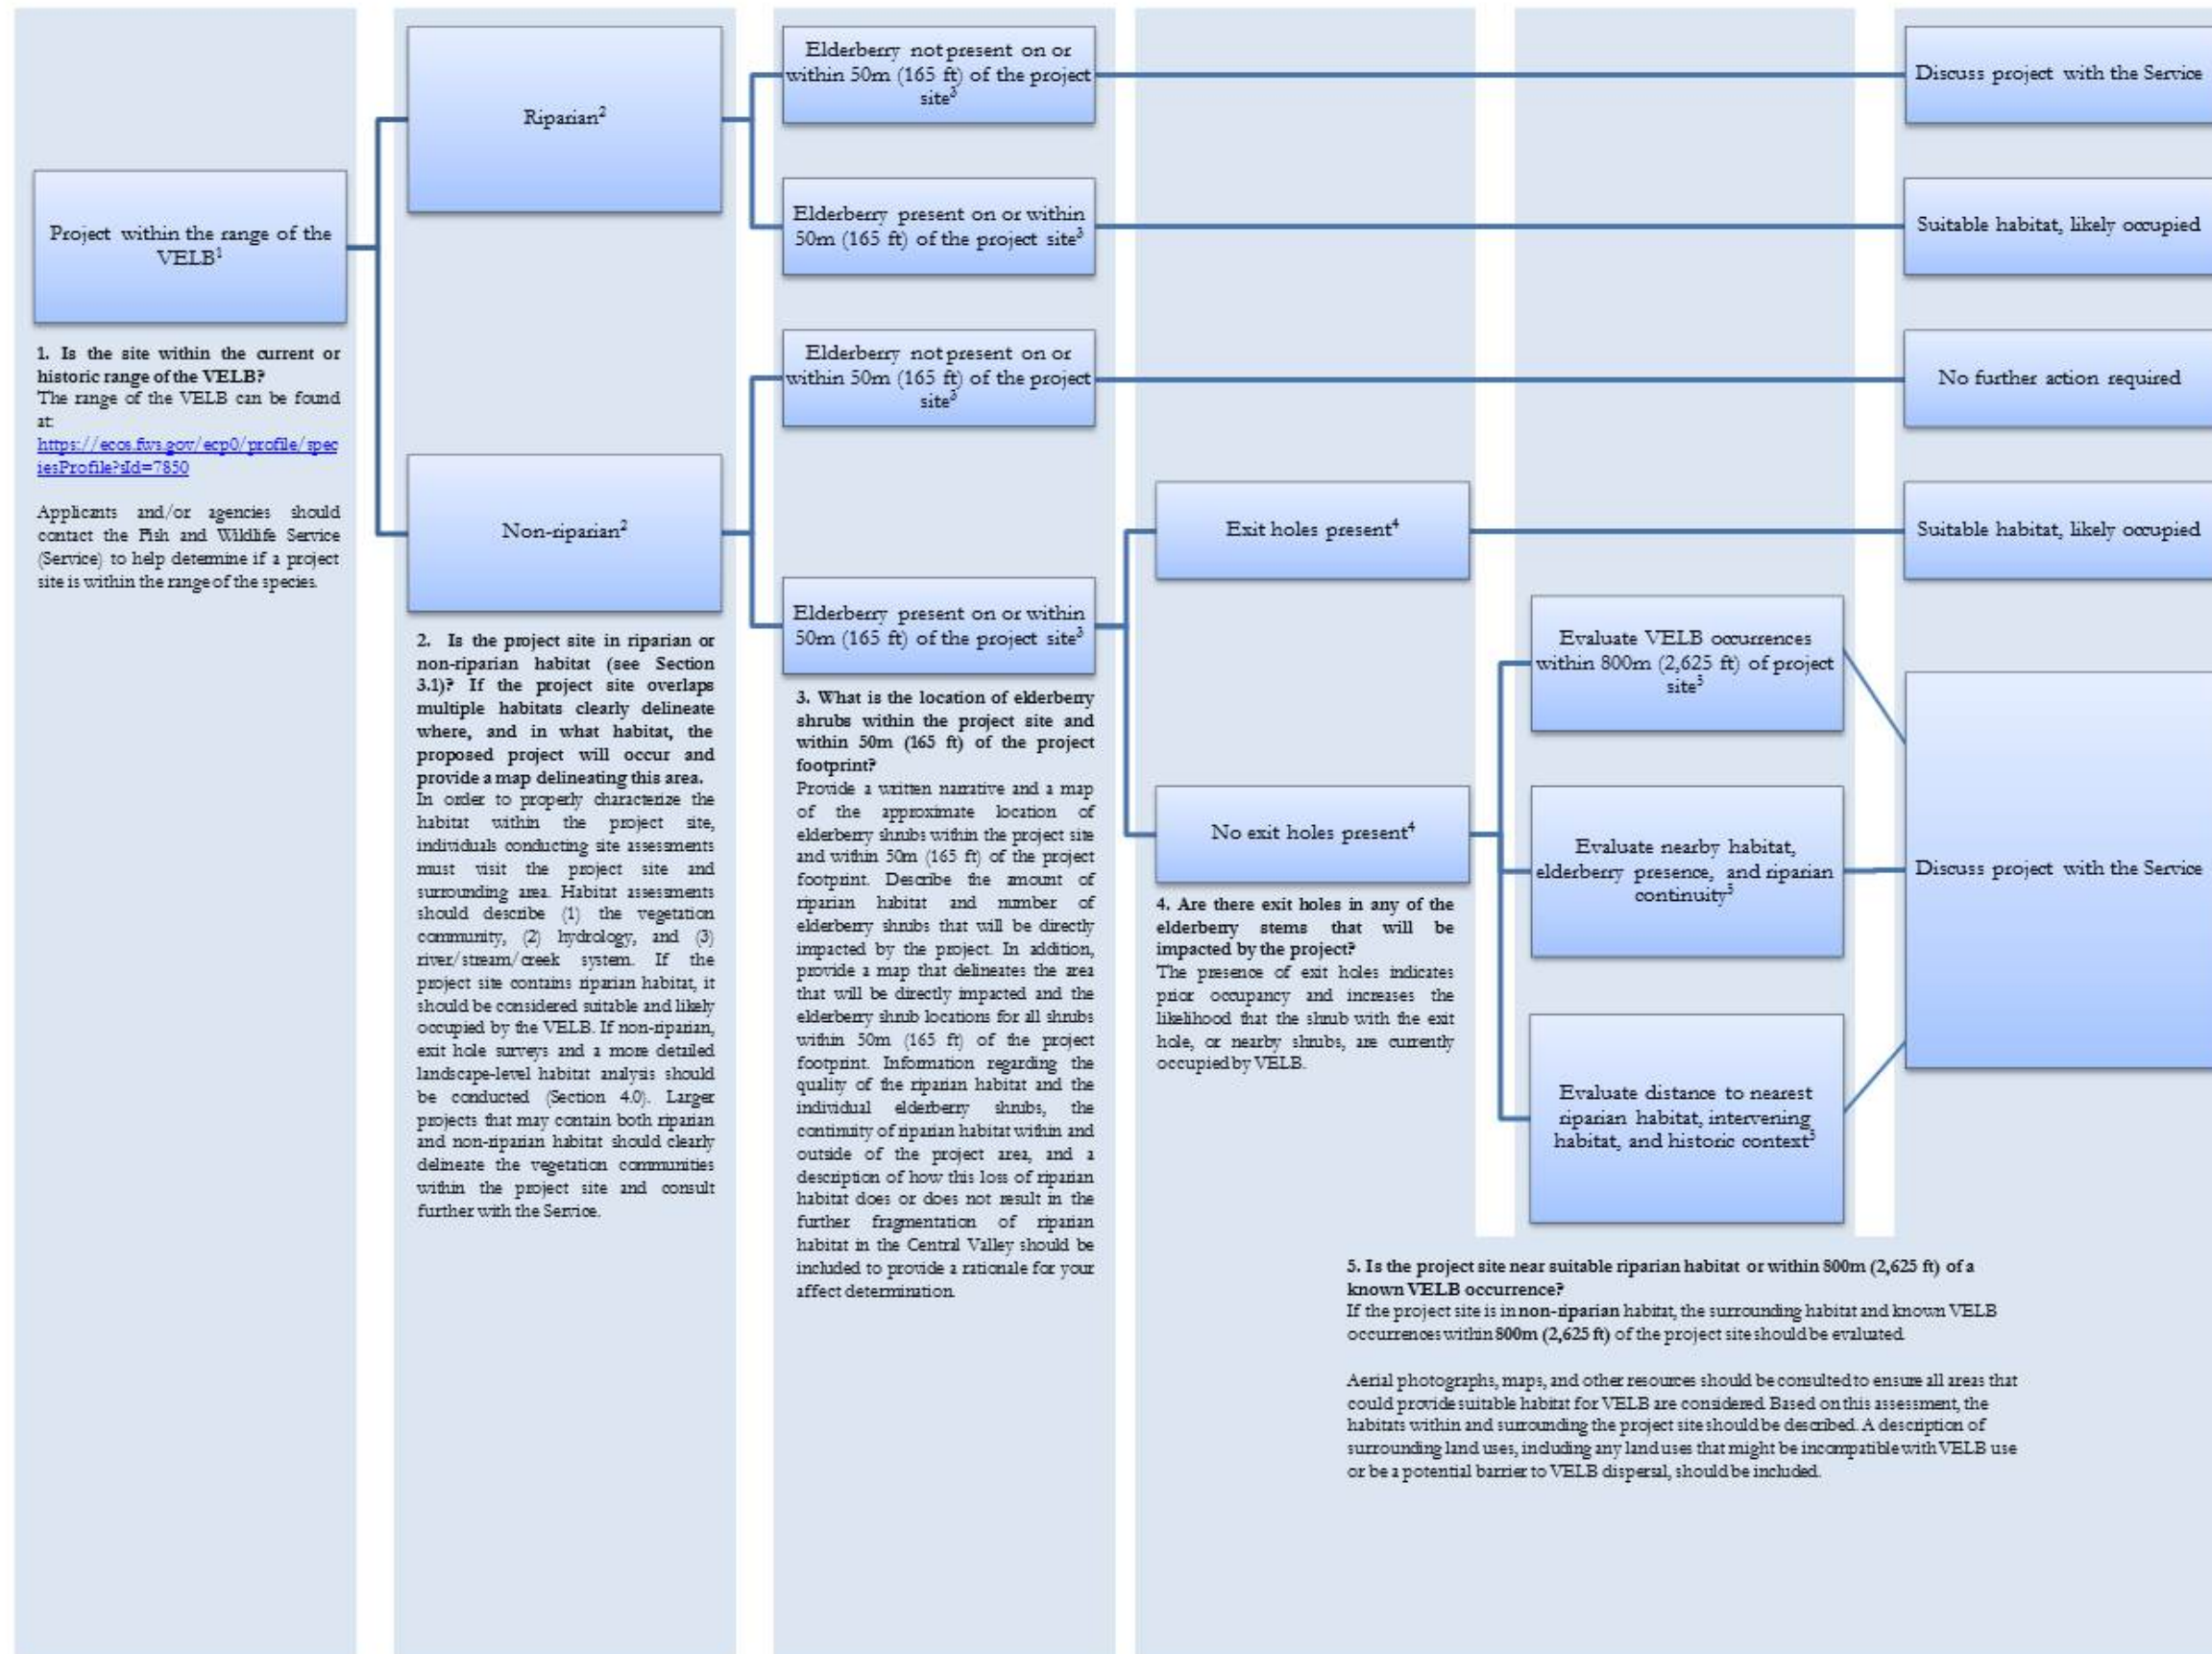 Project within the range of the
VELB¹
1. Is the site within the current or
historic range of the VELB?
The range of the VELB can be found
at:
https://ecos.fws.gov/ecp0/profile/spec
iesProfile?sId=7850
Applicants and/or agencies should
contact the Fish and Wildlife Service
(Service) to help determine if a project
site is within the range of the species.
Riparian²
Non-riparian²
2. Is the project site in riparian or
non-riparian habitat (see Section
3.1)? If the project site overlaps
multiple habitats clearly delineate
where, and in what habitat, the
proposed project will occur and
provide a map delineating this area.
In order to properly characterize the
habitat within the project site,
individuals conducting site assessments
must visit the project site and
surrounding area. Habitat assessments
should describe (1) the vegetation
community, (2) hydrology, and (3)
river/stream/creek system. If the
project site contains riparian habitat, it
should be considered suitable and likely
occupied by the VELB. If non-riparian,
exit hole surveys and a more detailed
landscape-level habitat analysis should
be conducted (Section 4.0). Larger
projects that may contain both riparian
and non-riparian habitat should clearly
delineate the vegetation communities
within the project site and consult
further with the Service.
Elderberry not present on or
within 50m (165 ft) of the project
site³
Elderberry present on or within
50m (165 ft) of the project site³
Elderberry not present on or
within 50m (165 ft) of the project
site³
Elderberry present on or within
50m (165 ft) of the project site³
3. What is the location of elderberry
shrubs within the project site and
within 50m (165 ft) of the project
footprint?
Provide a written narrative and a map
of the approximate location of
elderberry shrubs within the project site
and within 50m (165 ft) of the project
footprint. Describe the amount of
riparian habitat and number of
elderberry shrubs that will be directly
impacted by the project. In addition,
provide a map that delineates the area
that will be directly impacted and the
elderberry shrub locations for all shrubs
within 50m (165 ft) of the project
footprint. Information regarding the
quality of the riparian habitat and the
individual elderberry shrubs, the
continuity of riparian habitat within and
outside of the project area, and a
description of how this loss of riparian
habitat does or does not result in the
further fragmentation of riparian
habitat in the Central Valley should be
included to provide a rationale for your
affect determination.
Exit holes present⁴
No exit holes present⁴
4. Are there exit holes in any of the
elderberry stems that will be
impacted by the project?
The presence of exit holes indicates
prior occupancy and increases the
likelihood that the shrub with the exit
hole, or nearby shrubs, are currently
occupied by VELB.
Evaluate VELB occurrences
within 800m (2,625 ft) of project
site⁵
Evaluate nearby habitat,
elderberry presence, and riparian
continuity⁵
Evaluate distance to nearest
riparian habitat, intervening
habitat, and historic context⁵
5. Is the project site near suitable riparian habitat or within 800m (2,625 ft) of a
known VELB occurrence?
If the project site is in non-riparian habitat, the surrounding habitat and known VELB
occurrences within 800m (2,625 ft) of the project site should be evaluated.
Aerial photographs, maps, and other resources should be consulted to ensure all areas that
could provide suitable habitat for VELB are considered. Based on this assessment, the
habitats within and surrounding the project site should be described. A description of
surrounding land uses, including any land uses that might be incompatible with VELB use
or be a potential barrier to VELB dispersal, should be included.
Discuss project with the Service
Suitable habitat, likely occupied
No further action required
Suitable habitat, likely occupied
Discuss project with the Service